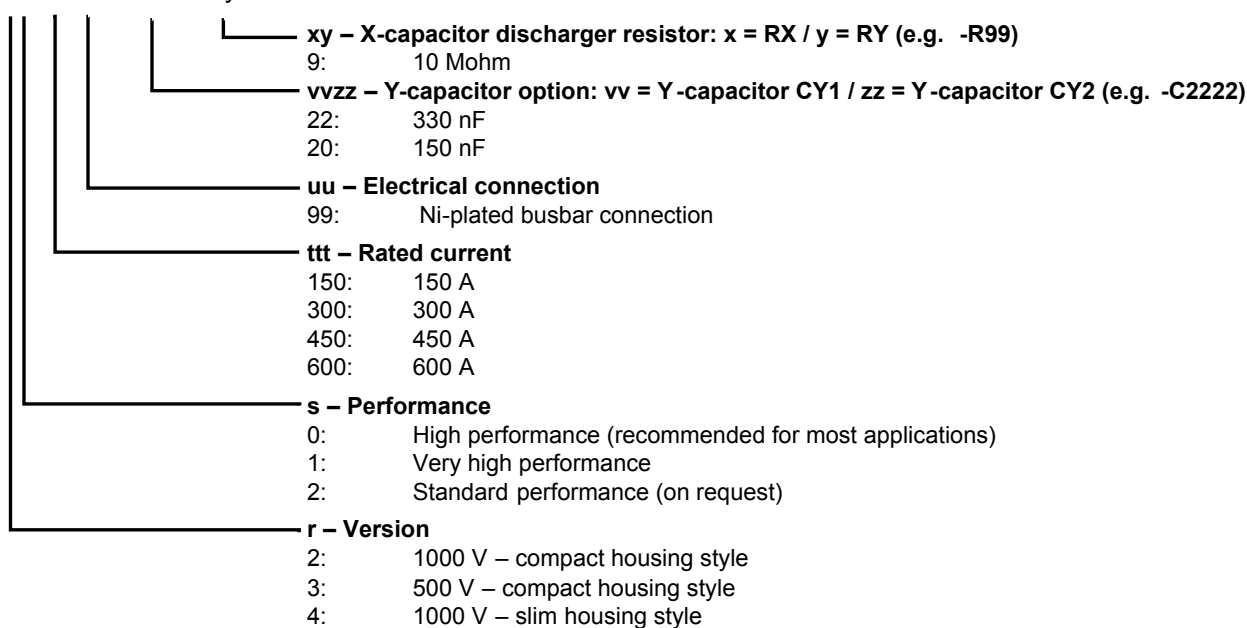 xy – X-capacitor discharger resistor: x = RX / y = RY (e.g. -R99)
9: 10 Mohm
vvzz – Y-capacitor option: vv = Y-capacitor CY1 / zz = Y-capacitor CY2 (e.g. -C2222)
22: 330 nF
20: 150 nF
uu – Electrical connection
99: Ni-plated busbar connection
ttt – Rated current
150: 150 A
300: 300 A
450: 450 A
600: 600 A
s – Performance
0: High performance (recommended for most applications)
1: Very high performance
2: Standard performance (on request)
r – Version
2: 1000 V – compact housing style
3: 500 V – compact housing style
4: 1000 V – slim housing style